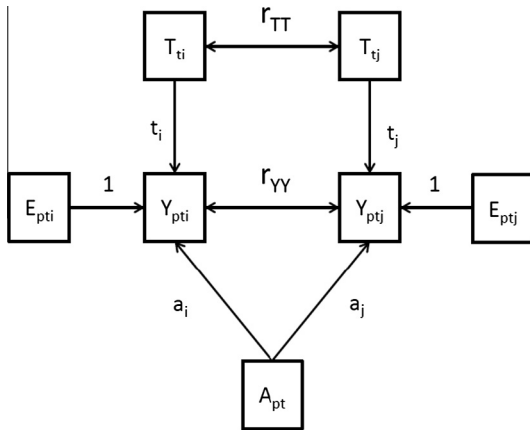 r_TT
T_ti T_tj
t_i t_j
1 r_YY 1
E_pti Y_pti Y_ptj E_ptj
a_i a_j
A_pt